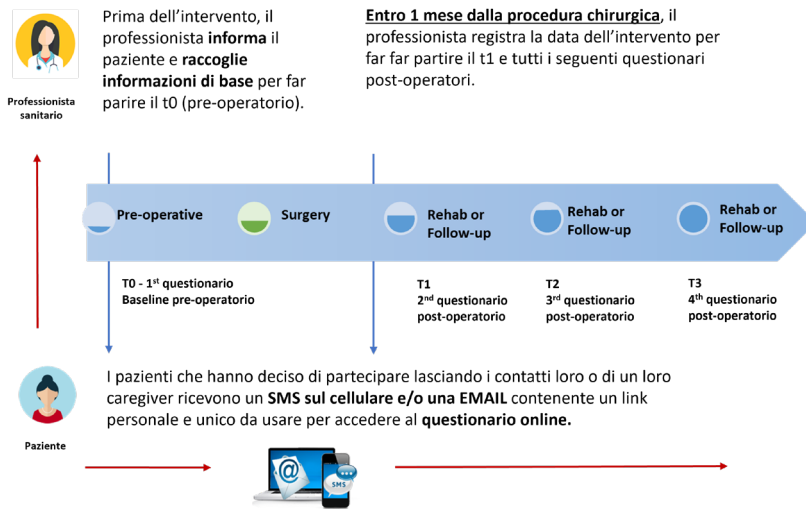 Prima dell’intervento, il
professionista informa il
paziente e raccoglie
informazioni di base per far
parire il t0 (pre-operatorio).
Entro 1 mese dalla procedura chirurgica, il
professionista registra la data dell’intervento per
far far partire il t1 e tutti i seguenti questionari
post-operatori.
Professionista
sanitario
Pre-operative
Surgery
Rehab or
Follow-up
Rehab or
Follow-up
Rehab or
Follow-up
T0 - 1st questionario
Baseline pre-operatorio
T1
2nd questionario
post-operatorio
T2
3rd questionario
post-operatorio
T3
4th questionario
post-operatorio
I pazienti che hanno deciso di partecipare lasciando i contatti loro o di un loro
caregiver ricevono un SMS sul cellulare e/o una EMAIL contenente un link
personale e unico da usare per accedere al questionario online.
Paziente
@
SMS